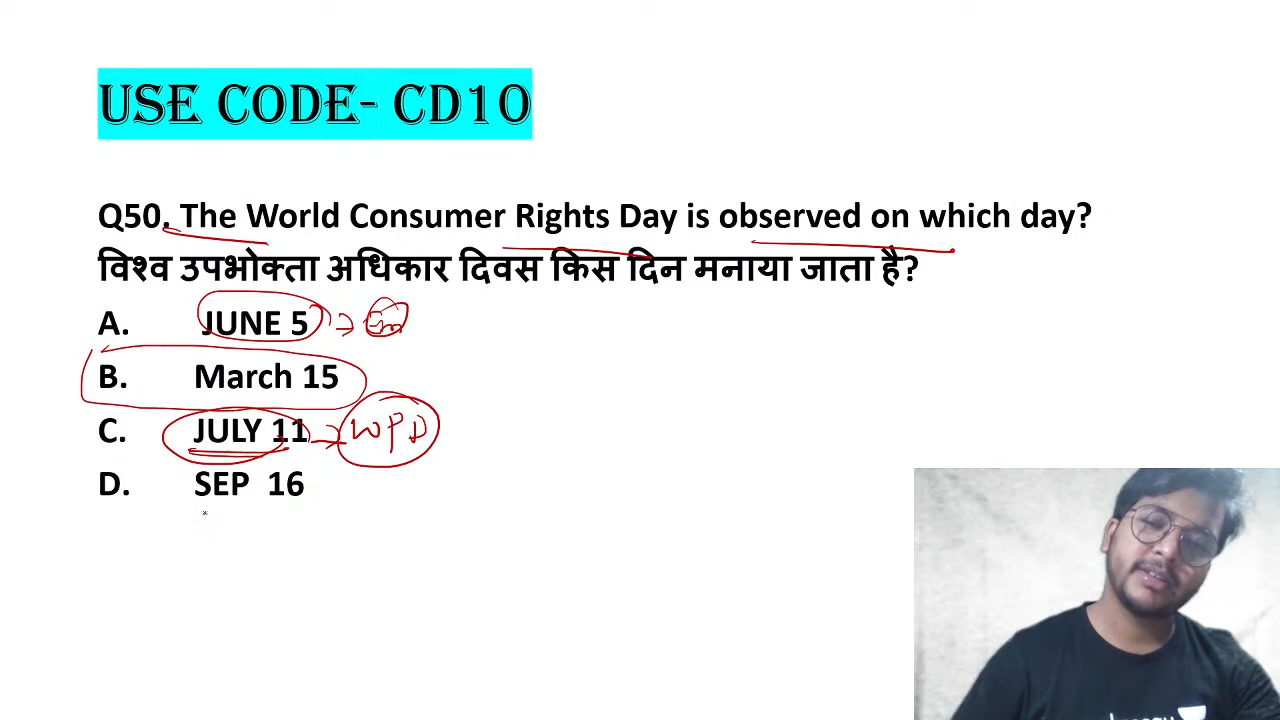 USE CODE- CD10
Q50. The World Consumer Rights Day is observed on which day?
विश्व उपभोक्ता अधिकार दिवस किस दिन मनाया जाता है?
A. JUNE 5
B. March 15
C. JULY 11 WPD
D. SEP 16